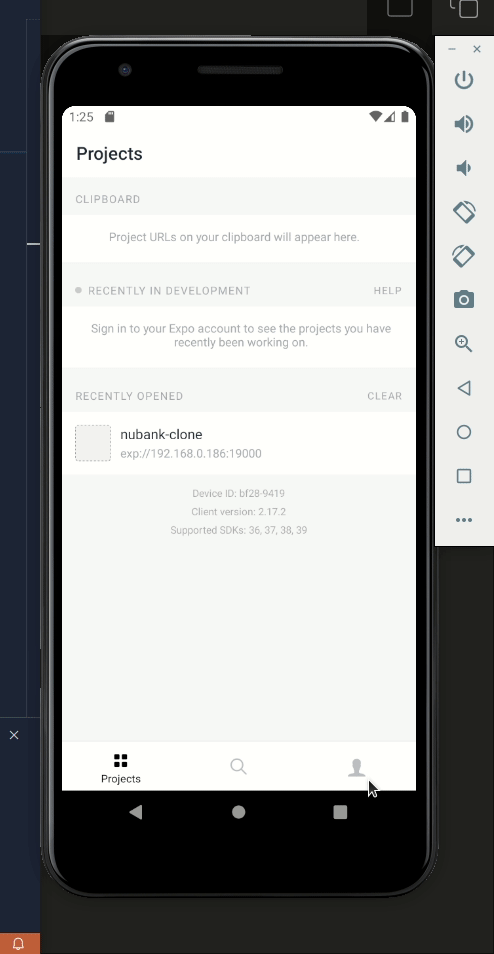 1:25
Projects
CLIPBOARD
Project URLs on your clipboard will appear here.
RECENTLY IN DEVELOPMENT
HELP
Sign in to your Expo account to see the projects you have
recently been working on.
RECENTLY OPENED
CLEAR
nubank-clone
exp://192.168.0.186:19000
Device ID: bf28-9419
Client version: 2.17.2
Supported SDKs: 36, 37, 38, 39
Projects